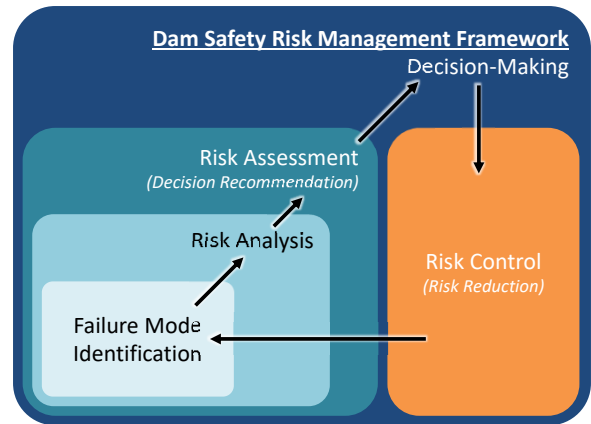 Dam Safety Risk Management Framework
Decision-Making
Risk Assessment
(Decision Recommendation)
Risk Analysis
Failure Mode
Identification
Risk Control
(Risk Reduction)